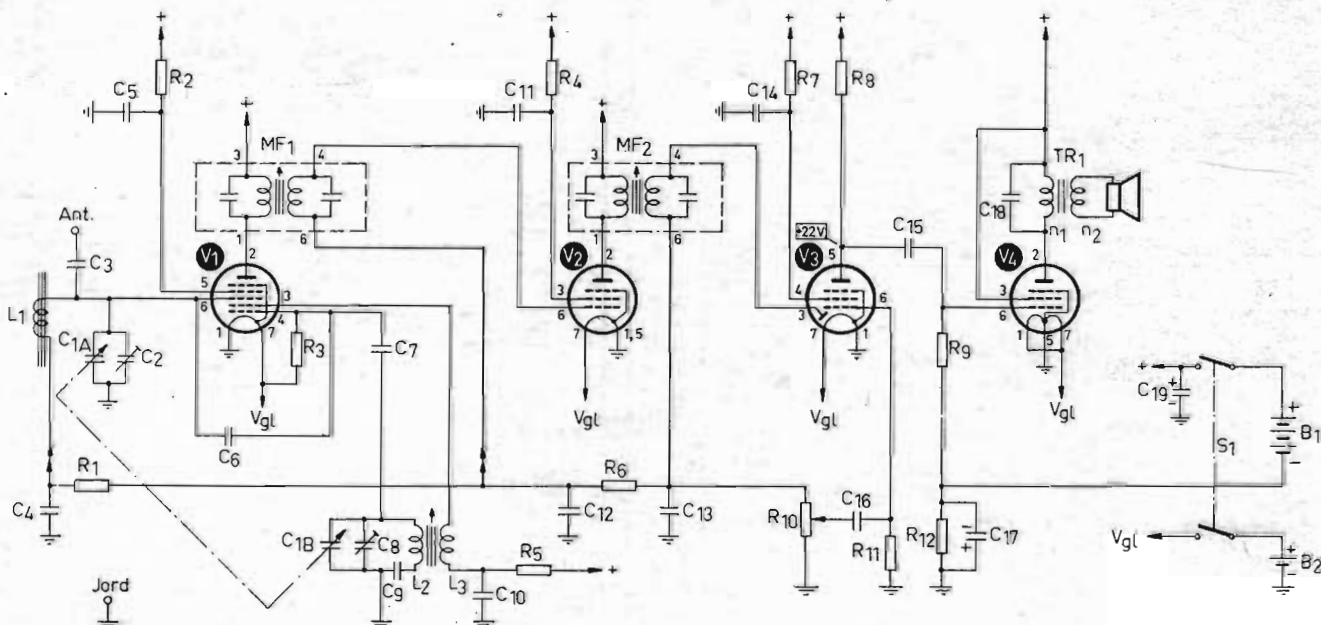 + + + + +
R2 R4 R7 R8
C5 C11 C14
+ +
MF1 MF2 TR1
3 4 3 4
C18
Ant. 1 6 1 6 +22V C15 n1 n2
C3
V1 2 V2 2 V3 5 V4 2
5 3 3 4 6 3
L1 6 4 6 3 6
C1A C2 1 7 R3 C7 7 1,5 7 1 R9 1 5 7
Vgl Vgl Vgl Vgl
+ + C19 - S1 + B1 -
C6
R1 R6
C4 C12 C13 R10 C16 R11 R12 - C17 +
C1B C8 L2 L3 R5 +
C9 C10
Vgl + B2 -
Jord